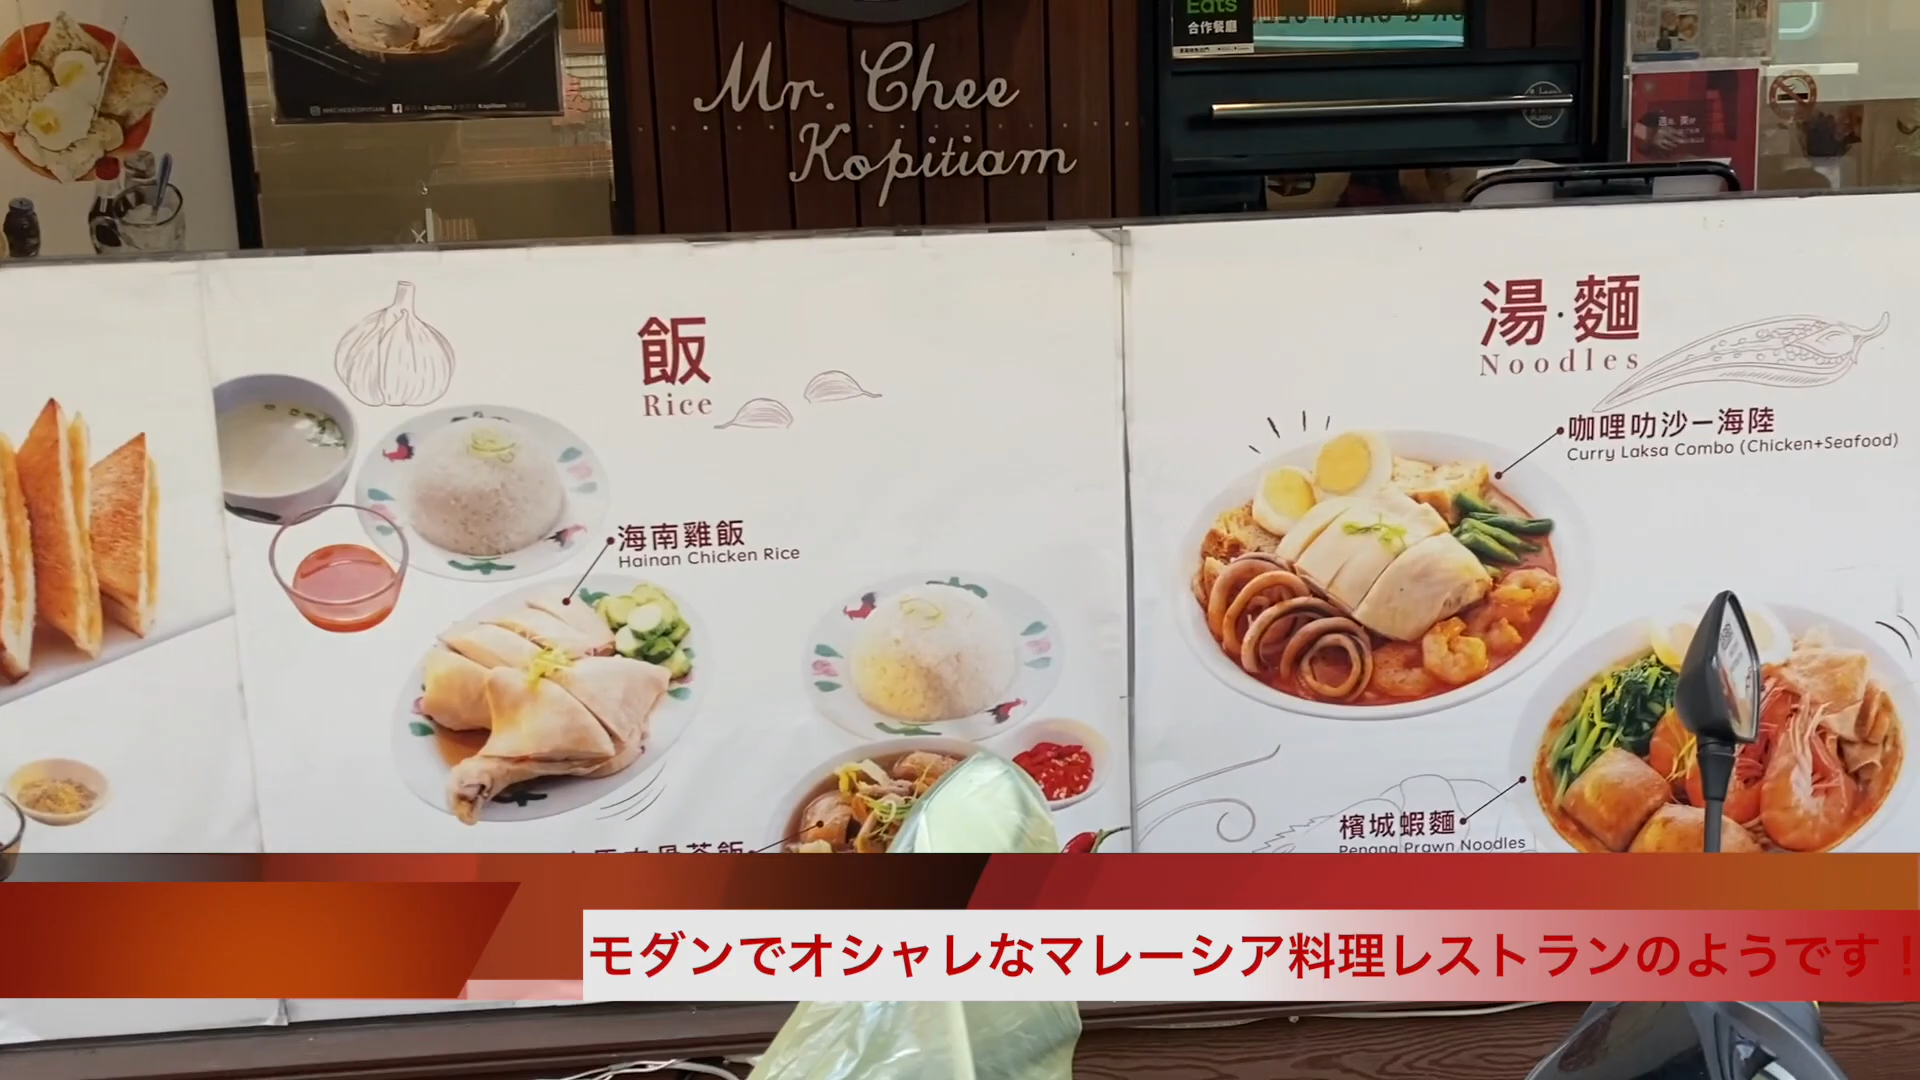 Eats
合作餐廳
Mr. Chee
Kopitiam
飯
Rice
湯·麵
Noodles
咖哩叻沙－海陸
Curry Laksa Combo (Chicken+Seafood)
海南雞飯
Hainan Chicken Rice
檳城蝦麵
Penang Prawn Noodles
モダンでオシャレなマレーシア料理レストランのようです！